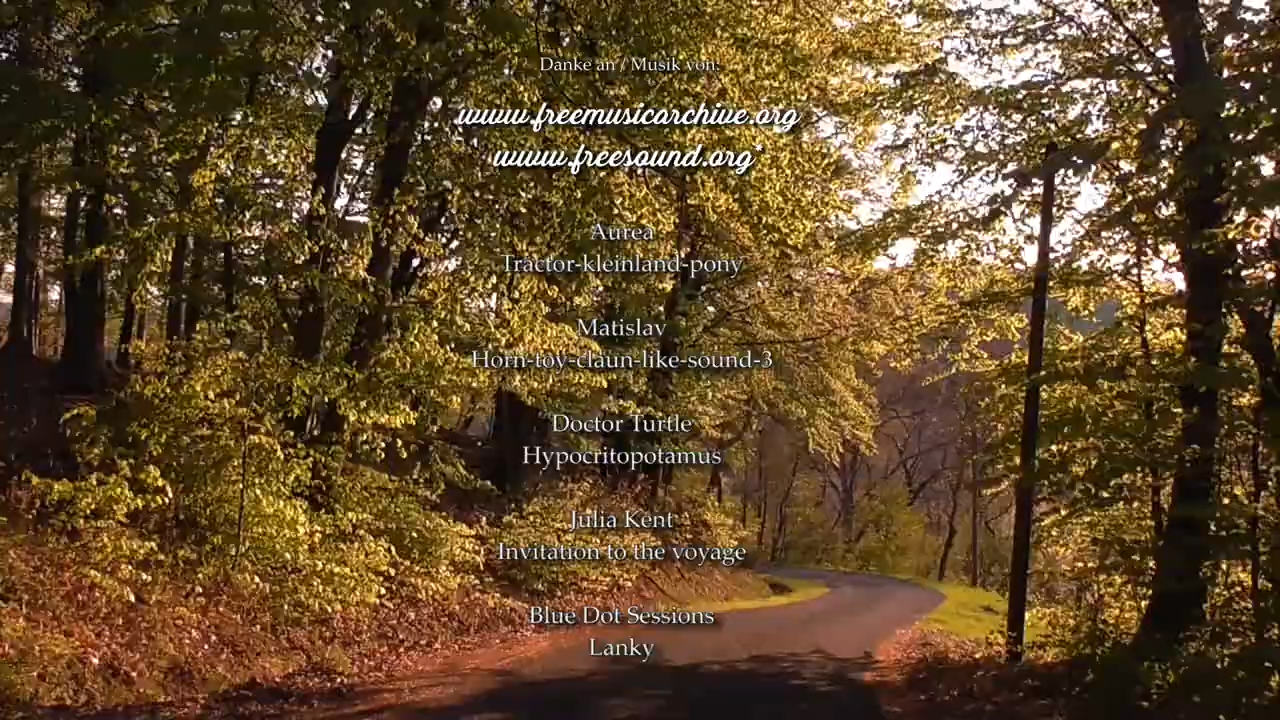 Danke an / Musik von:
www.freemusicarchive.org
www.freesound.org*
Aurea
Tractor-kleinland-pony
Matislav
Horn-toy-claun-like-sound-3
Doctor Turtle
Hypocritopotamus
Julia Kent
Invitation to the voyage
Blue Dot Sessions
Lanky